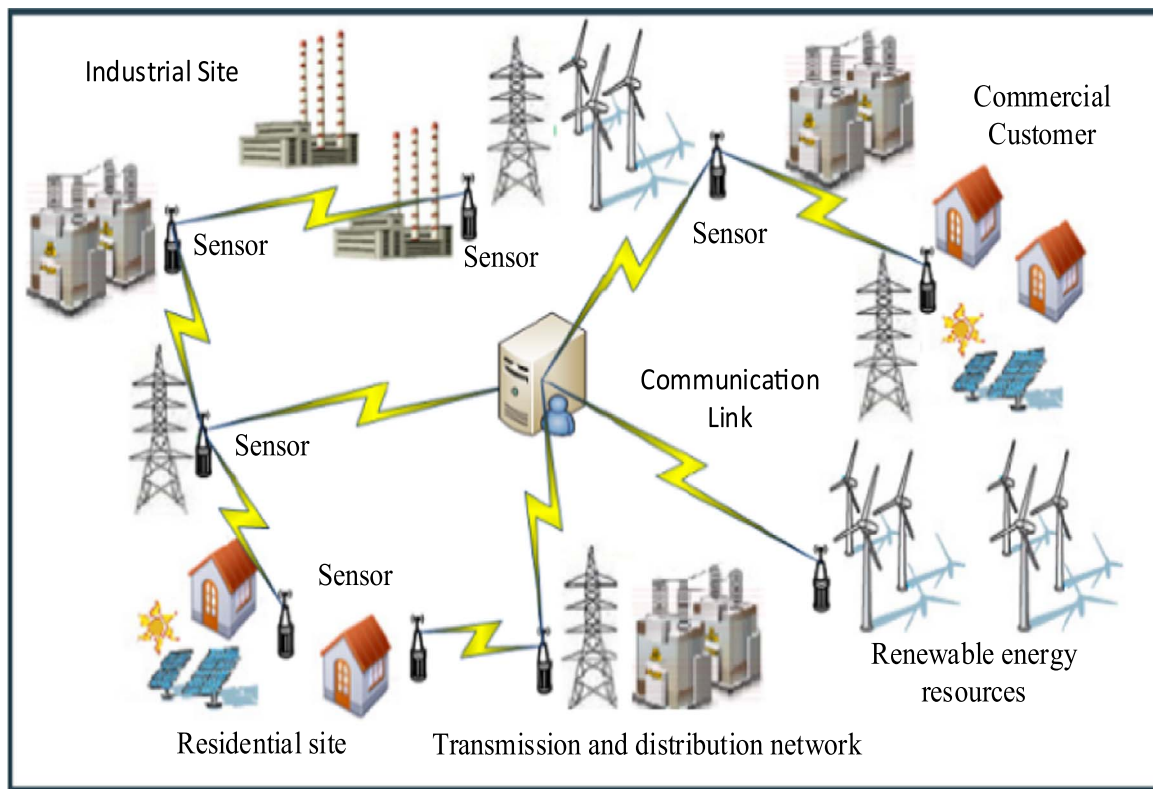 Industrial Site
Commercial
Customer
Sensor
Sensor
Sensor
Communication
Link
Sensor
Sensor
Renewable energy
resources
Residential site
Transmission and distribution network